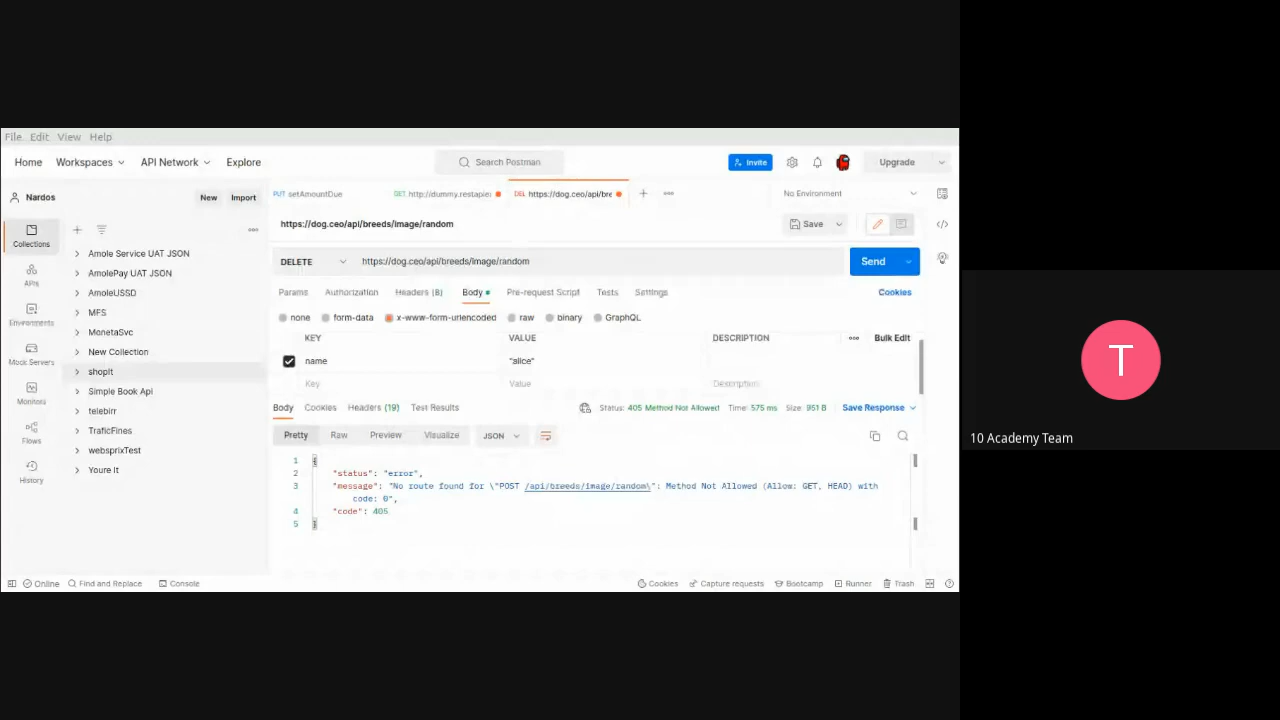 File Edit View Help
Home Workspaces API Network Explore Search Postman Invite Upgrade
Nardos New Import PUT setAmountDue GET http://dummy.restapie DEL https://dog.ceo/api/bre No Environment
https://dog.ceo/api/breeds/image/random Save
Collections
DELETE https://dog.ceo/api/breeds/image/random Send
Params Authorization Headers (8) Body Pre-request Script Tests Settings Cookies
none form-data x-www-form-urlencoded raw binary GraphQL
KEY VALUE DESCRIPTION Bulk Edit
name "alice"
Key Value Description
Body Cookies Headers (19) Test Results Status: 405 Method Not Allowed Time: 575 ms Size: 951 B Save Response
Pretty Raw Preview Visualize JSON
1
2 "status": "error",
3 "message": "No route found for \"POST /api/breeds/image/random\": Method Not Allowed (Allow: GET, HEAD) with
code: 0",
4 "code": 405
5
APIs
Environments
Mock Servers
Monitors
Flows
History
Amole Service UAT JSON
AmolePay UAT JSON
AmoleUSSD
MFS
MonetaSvc
New Collection
shopIt
Simple Book Api
telebirr
TraficFines
websprixTest
Youre It
Online Find and Replace Console Cookies Capture requests Bootcamp Runner Trash
T
10 Academy Team